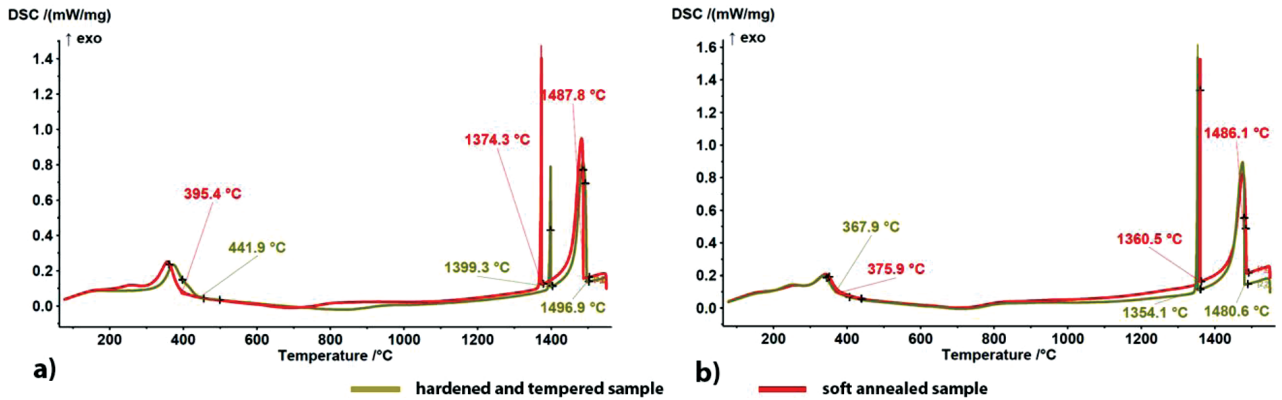 DSC /(mW/mg)
↑ exo
1.4
1.2
1.0
0.8
0.6
0.4
0.2
0.0
395.4 °C
441.9 °C
1374.3 °C
1487.8 °C
1399.3 °C
1496.9 °C
200
400
600
800
1000
1200
1400
Temperature /°C
a)
DSC /(mW/mg)
↑ exo
1.6
1.4
1.2
1.0
0.8
0.6
0.4
0.2
0.0
367.9 °C
375.9 °C
1486.1 °C
1360.5 °C
1354.1 °C
1480.6 °C
200
400
600
800
1000
1200
1400
Temperature /°C
b)
hardened and tempered sample
soft annealed sample